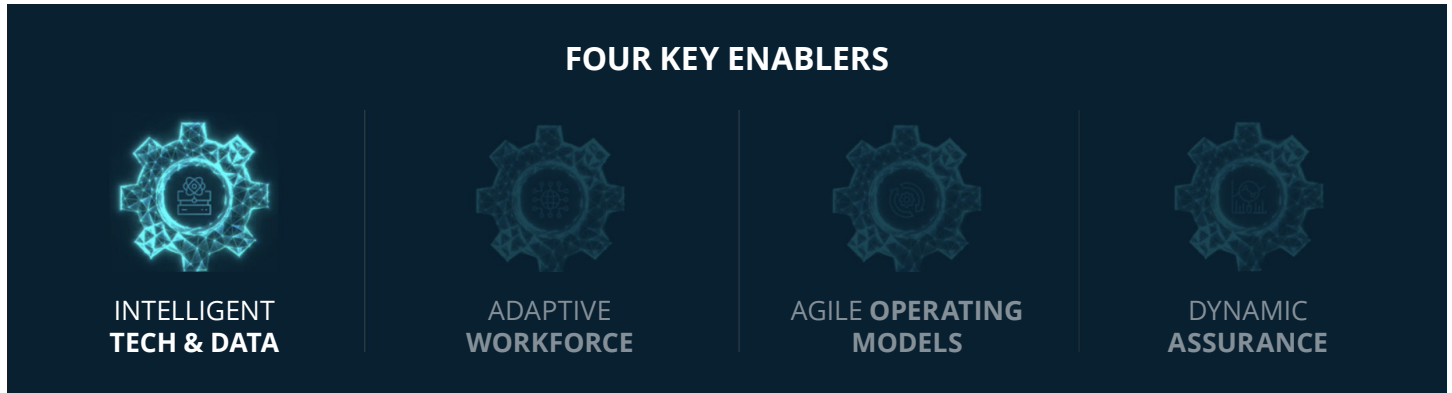 FOUR KEY ENABLERS
INTELLIGENT
TECH & DATA
ADAPTIVE
WORKFORCE
AGILE OPERATING
MODELS
DYNAMIC
ASSURANCE